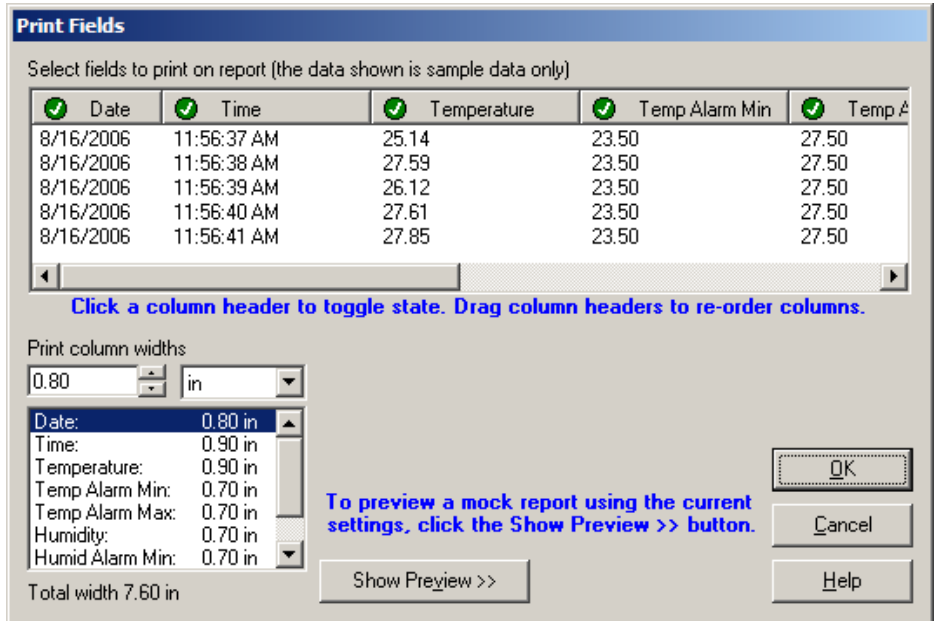 Print Fields
Select fields to print on report (the data shown is sample data only)
Date Time Temperature Temp Alarm Min Temp A
8/16/2006 11:56:37 AM 25.14 23.50 27.50
8/16/2006 11:56:38 AM 27.59 23.50 27.50
8/16/2006 11:56:39 AM 26.12 23.50 27.50
8/16/2006 11:56:40 AM 27.61 23.50 27.50
8/16/2006 11:56:41 AM 27.85 23.50 27.50
Click a column header to toggle state. Drag column headers to re-order columns.
Print column widths
0.80 in
Date: 0.80 in
Time: 0.90 in
Temperature: 0.90 in
Temp Alarm Min: 0.70 in
Temp Alarm Max: 0.70 in
Humidity: 0.70 in
Humid Alarm Min: 0.70 in
Total width 7.60 in
To preview a mock report using the current
settings, click the Show Preview >> button.
Show Preview >>
OK
Cancel
Help